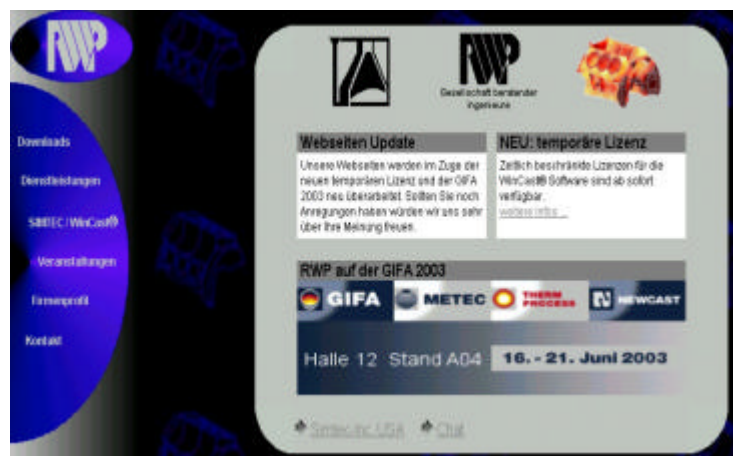 RWP
RWP
Gesellschaft beratender
ingenieure
Downloads
Dienstleistungen
SIMTEC / WinCast®
Veranstaltungen
Firmenprofil
Kontakt
Webseiten Update
Unsere Webseiten werden im Zuge der
neuen temporären Lizenz und der GIFA
2003 neu überarbeitet. Sollten Sie noch
Anregungen haben würden wir uns sehr
über Ihre Meinung freuen.
NEU: temporäre Lizenz
Zeitlich beschränkte Lizenzen für die
WinCast® Software sind ab sofort
verfügbar.
weitere Infos ...
RWP auf der GIFA 2003
GIFA
METEC
THERM
PROCESS
NEWCAST
Halle 12 Stand A04
16. - 21. Juni 2003
Simtec-Inc. USA
Chat